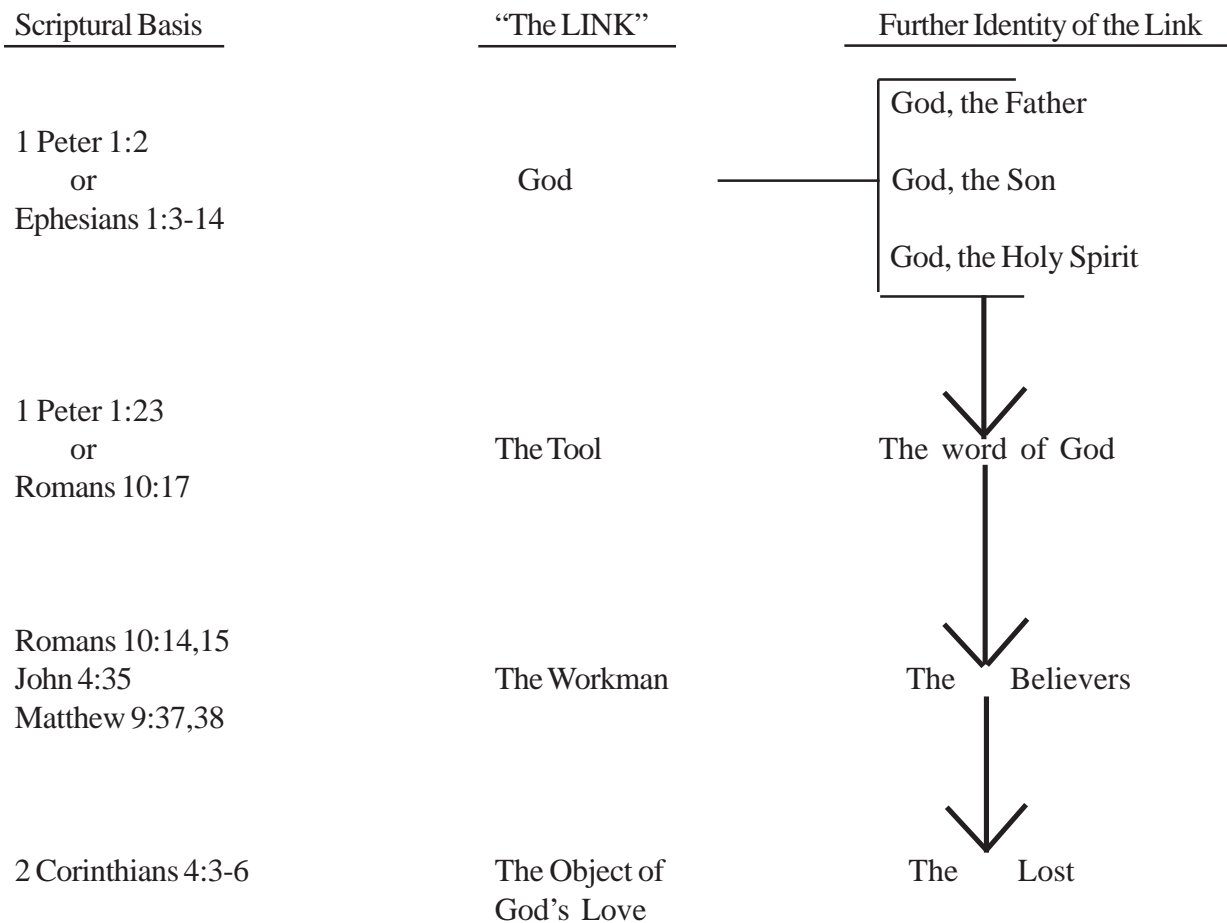 Scriptural Basis “The LINK” Further Identity of the Link
God, the Father
1 Peter 1:2
or God God, the Son
Ephesians 1:3-14
God, the Holy Spirit
1 Peter 1:23
or The Tool The word of God
Romans 10:17
Romans 10:14,15
John 4:35 The Workman The Believers
Matthew 9:37,38
2 Corinthians 4:3-6 The Object of The Lost
God’s Love